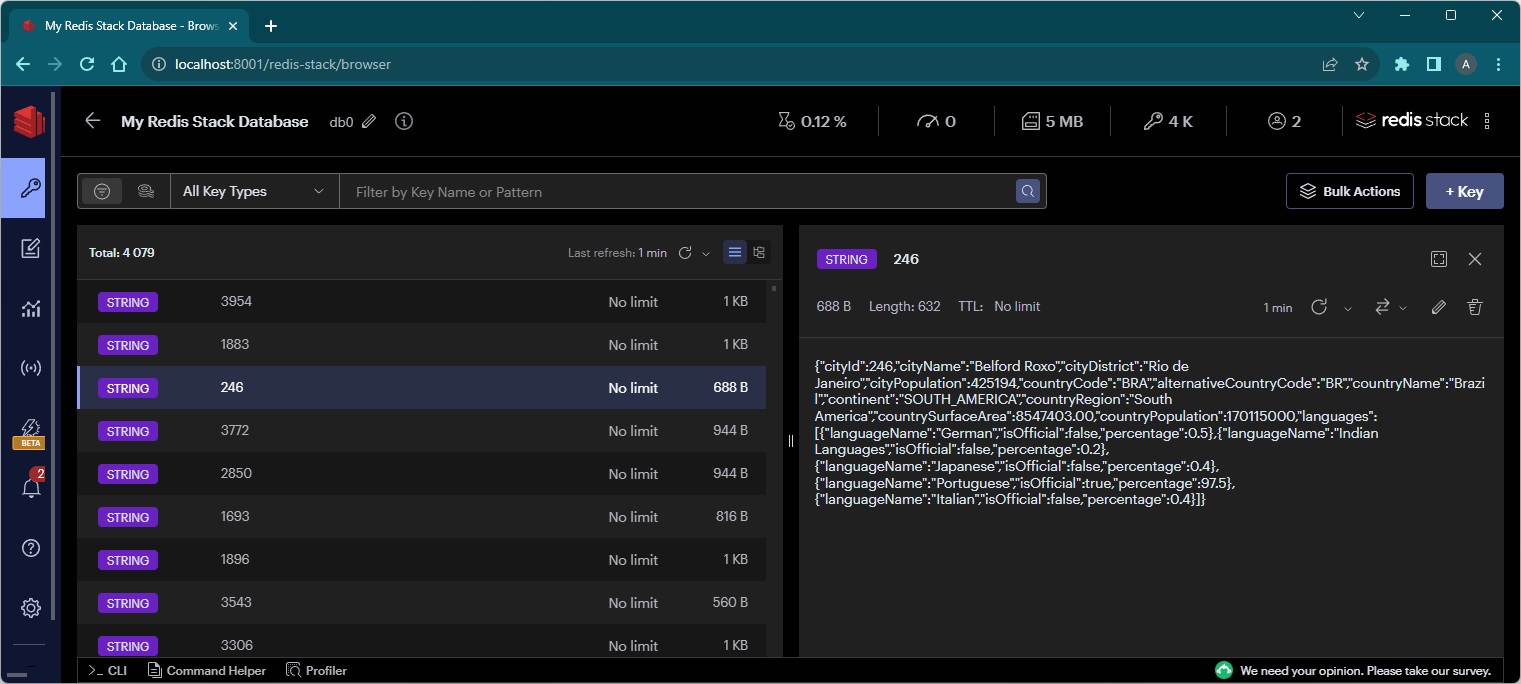 My Redis Stack Database - Brows
localhost:8001/redis-stack/browser
A
My Redis Stack Database db0 0.12 % 0 5 MB 4 K 2 redis stack
All Key Types Filter by Key Name or Pattern Bulk Actions + Key
Total: 4 079 Last refresh: 1 min
STRING 3954 No limit 1 KB
STRING 1883 No limit 1 KB
STRING 246 No limit 688 B
STRING 3772 No limit 944 B
STRING 2850 No limit 944 B
STRING 1693 No limit 816 B
STRING 1896 No limit 1 KB
STRING 3543 No limit 560 B
STRING 3306 No limit 1 KB
BETA
2
STRING 246
688 B Length: 632 TTL: No limit 1 min
{"cityId":246,"cityName":"Belford Roxo","cityDistrict":"Rio de
Janeiro","cityPopulation":425194,"countryCode":"BRA","alternativeCountryCode":"BR","countryName":"Brazi
l","continent":"SOUTH_AMERICA","countryRegion":"South
America","countrySurfaceArea":8547403.00,"countryPopulation":170115000,"languages":
[{"languageName":"German","isOfficial":false,"percentage":0.5},{"languageName":"Indian
Languages","isOfficial":false,"percentage":0.2},
{"languageName":"Japanese","isOfficial":false,"percentage":0.4},
{"languageName":"Portuguese","isOfficial":true,"percentage":97.5},
{"languageName":"Italian","isOfficial":false,"percentage":0.4}]}
>_ CLI Command Helper Profiler We need your opinion. Please take our survey.